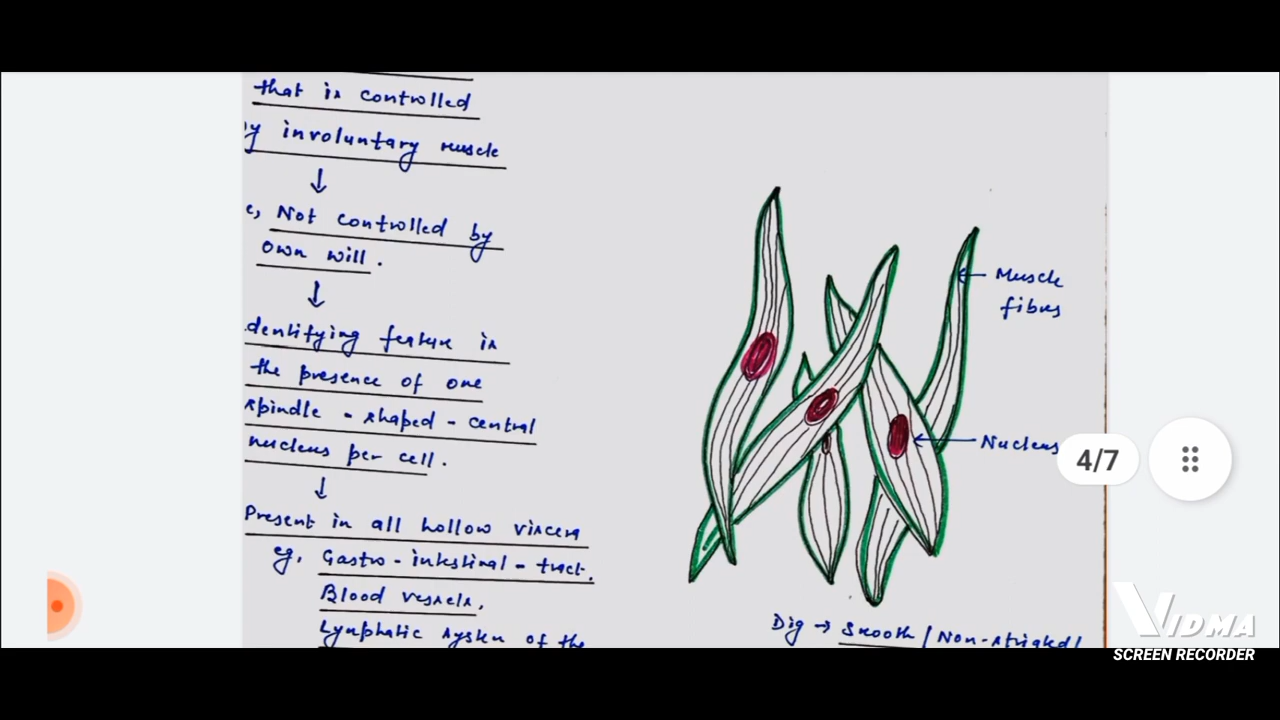 that is controlled
by involuntary muscle
↓
e, Not controlled by
own will.
↓
dentifying feature is
the presence of one
spindle - shaped - central
nucleus per cell.
↓
Present in all hollow viscera
eg, Gastro - intestinal - tract.
Blood vessels,
Lymphatic system of the
Muscle
fibres
Nucleus
4/7
Dig → Smooth / Non-striated /
VIDMA
SCREEN RECORDER